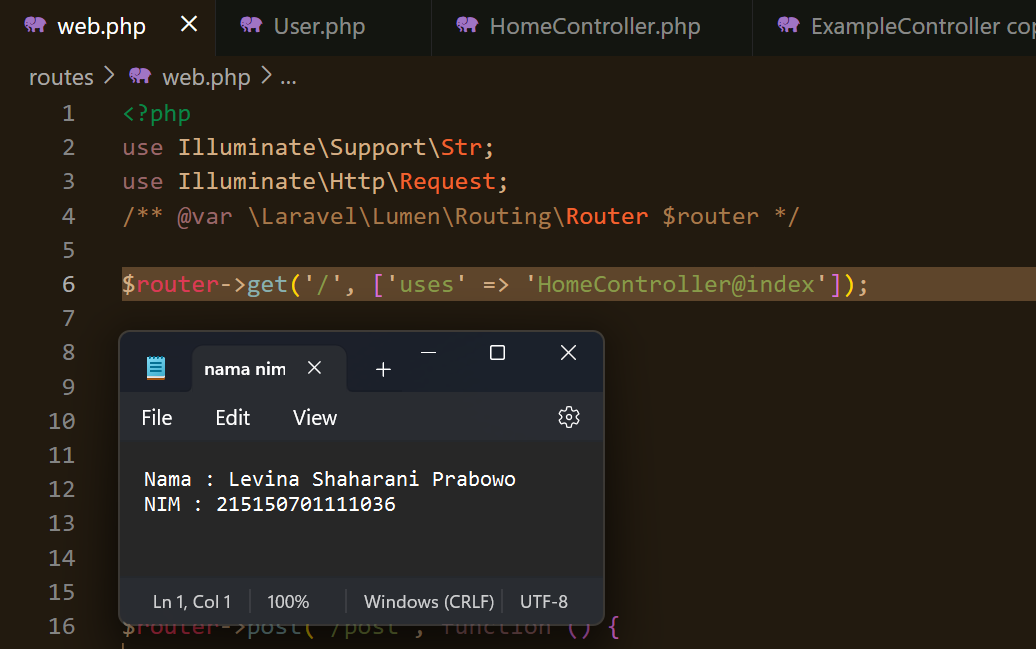 web.php
User.php
HomeController.php
ExampleController
routes > web.php > ...
1 <?php
2 use Illuminate\Support\Str;
3 use Illuminate\Http\Request;
4 /** @var \Laravel\Lumen\Routing\Router $router */
5
6 $router->get('/', ['uses' => 'HomeController@index']);
7
8
9
10
11
12
13
14
15
16 $router->post('/post', function () {
nama nim
File Edit View
Nama : Levina Shaharani Prabowo
NIM : 215150701111036
Ln 1, Col 1 100% Windows (CRLF) UTF-8